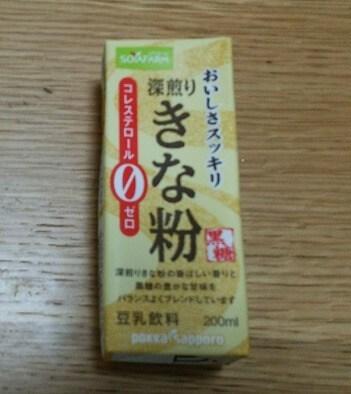 SOYAFARM
おいしさスッキリ
深煎り
きな粉
黒糖
コレステロール
0
ゼロ
深煎りきな粉の香ばしい香りと
黒糖の豊かな甘味を
バランスよくブレンドしています
豆乳飲料
200ml
pokka sapporo